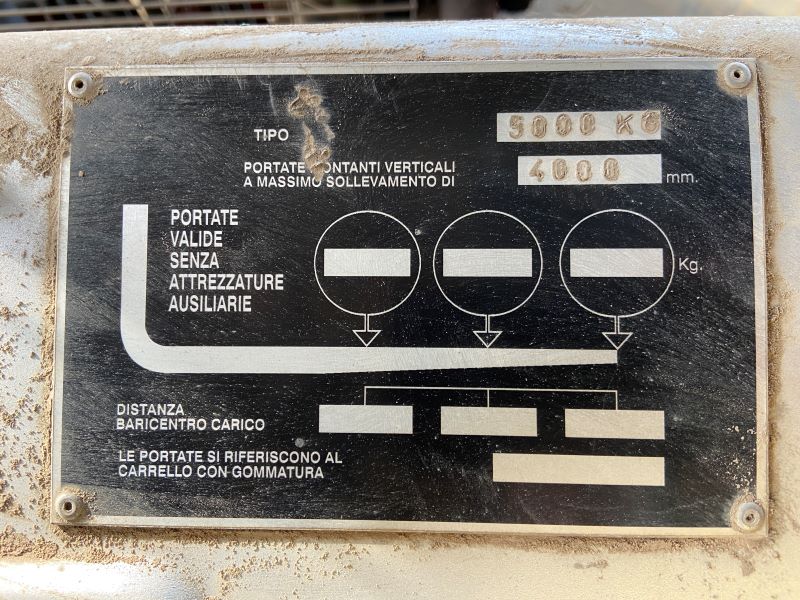 TIPO 5000 KG
PORTATE MONTANTI VERTICALI
A MASSIMO SOLLEVAMENTO DI 4000 mm.
PORTATE
VALIDE
SENZA
ATTREZZATURE
AUSILIARIE
Kg.
DISTANZA
BARICENTRO CARICO
LE PORTATE SI RIFERISCONO AL
CARRELLO CON GOMMATURA